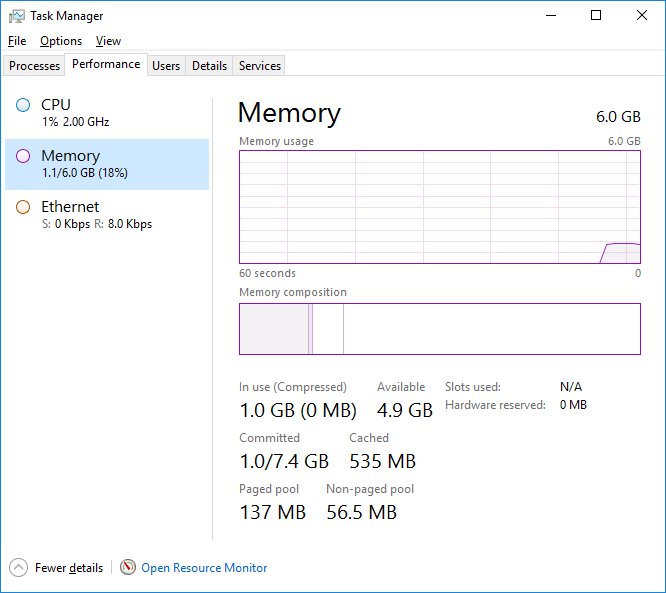 Task Manager
File Options View
Processes Performance Users Details Services
CPU
1% 2.00 GHz
Memory
1.1/6.0 GB (18%)
Ethernet
S: 0 Kbps R: 8.0 Kbps
Memory 6.0 GB
Memory usage 6.0 GB
60 seconds 0
Memory composition
In use (Compressed) Available Slots used: N/A
1.0 GB (0 MB) 4.9 GB Hardware reserved: 0 MB
Committed Cached
1.0/7.4 GB 535 MB
Paged pool Non-paged pool
137 MB 56.5 MB
Fewer details Open Resource Monitor